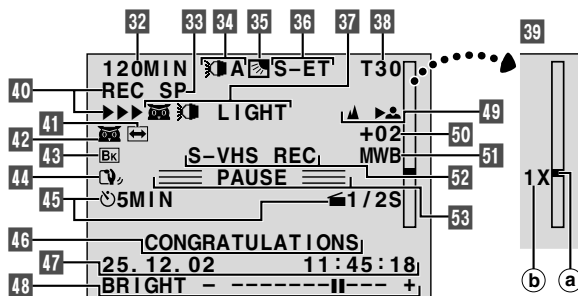 32 33 34 35 36 37 38 39
120MIN A S-ET T30
REC SP
40 LIGHT 49
41
42 +02 50
43 BK S-VHS REC MWB 51
44 PAUSE 52
1X
45 5MIN 1/2S 53
b a
46 CONGRATULATIONS
47 25.12.02 11:45:18
48 BRIGHT - ------- --- +